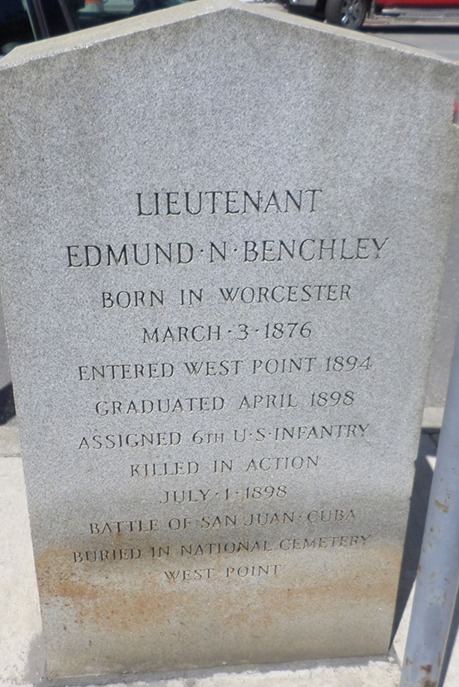 LIEUTENANT
EDMUND·N·BENCHLEY
BORN IN WORCESTER
MARCH·3·1876
ENTERED WEST POINT 1894
GRADUATED APRIL 1898
ASSIGNED 6TH U·S·INFANTRY
KILLED IN ACTION
JULY·1·1898
BATTLE OF·SAN JUAN·CUBA
BURIED IN NATIONAL CEMETERY
WEST POINT